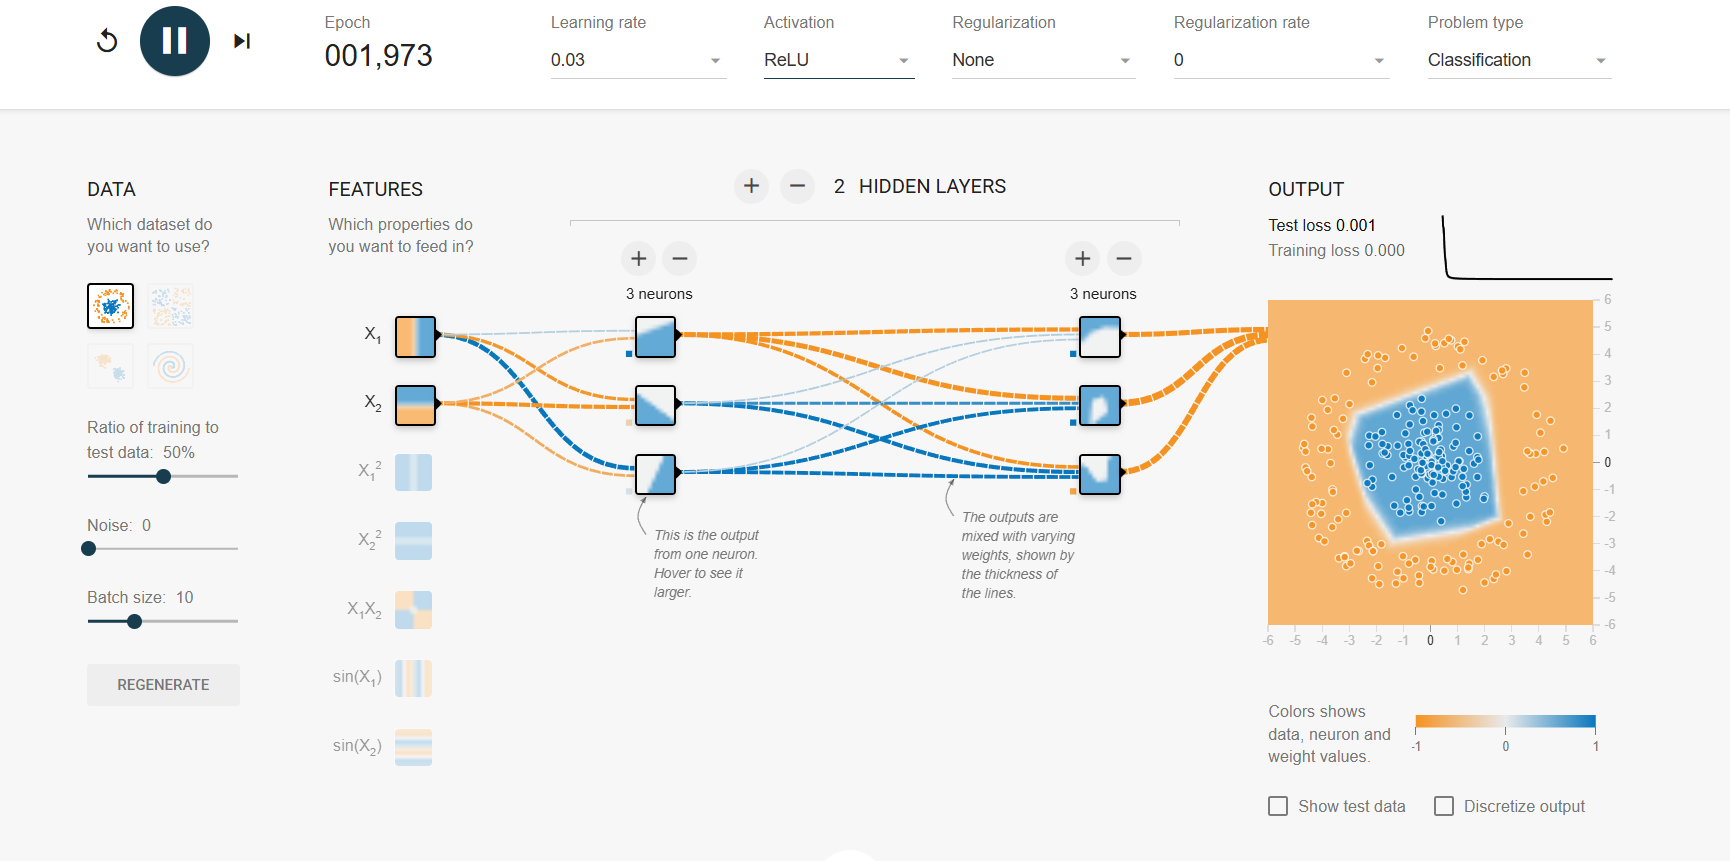 Epoch
001,973
Learning rate
0.03
Activation
ReLU
Regularization
None
Regularization rate
0
Problem type
Classification
DATA
Which dataset do
you want to use?
Ratio of training to
test data: 50%
Noise: 0
Batch size: 10
REGENERATE
FEATURES
Which properties do
you want to feed in?
X1
X2
X1²
X2²
X1X2
sin(X1)
sin(X2)
+ − 2 HIDDEN LAYERS
+ −
3 neurons
+ −
3 neurons
This is the output
from one neuron.
Hover to see it
larger.
The outputs are
mixed with varying
weights, shown by
the thickness of
the lines.
OUTPUT
Test loss 0.001
Training loss 0.000
6
5
4
3
2
1
0
-1
-2
-3
-4
-5
-6
-6 -5 -4 -3 -2 -1 0 1 2 3 4 5 6
Colors shows
data, neuron and
weight values.
-1 0 1
Show test data
Discretize output